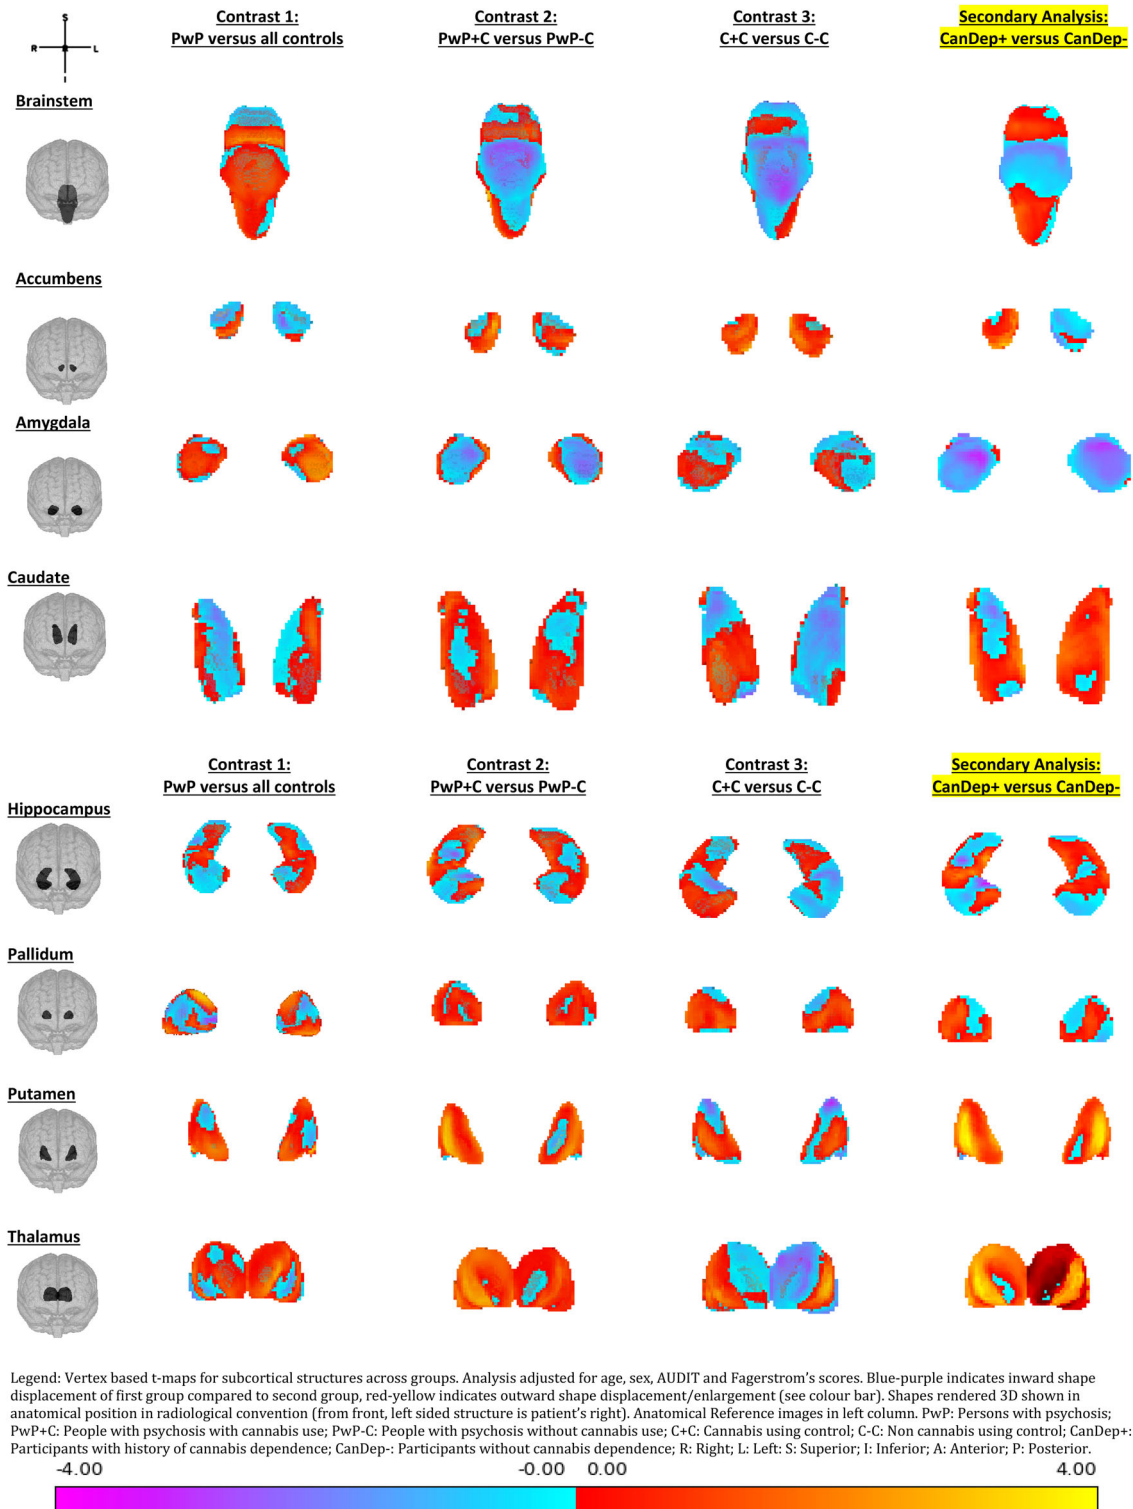 S
R R L
I
Contrast 1: Contrast 2: Contrast 3: Secondary Analysis:
PwP versus all controls PwP+C versus PwP-C C+C versus C-C CanDep+ versus CanDep-
Brainstem
Accumbens
Amygdala
Caudate
Contrast 1: Contrast 2: Contrast 3: Secondary Analysis:
PwP versus all controls PwP+C versus PwP-C C+C versus C-C CanDep+ versus CanDep-
Hippocampus
Pallidum
Putamen
Thalamus
Legend: Vertex based t-maps for subcortical structures across groups. Analysis adjusted for age, sex, AUDIT and Fagerstrom's scores. Blue-purple indicates inward shape
displacement of first group compared to second group, red-yellow indicates outward shape displacement/enlargement (see colour bar). Shapes rendered 3D shown in
anatomical position in radiological convention (from front, left sided structure is patient's right). Anatomical Reference images in left column. PwP: Persons with psychosis;
PwP+C: People with psychosis with cannabis use; PwP-C: People with psychosis without cannabis use; C+C: Cannabis using control; C-C: Non cannabis using control; CanDep+:
Participants with history of cannabis dependence; CanDep-: Participants without cannabis dependence; R: Right; L: Left: S: Superior; I: Inferior; A: Anterior; P: Posterior.
-4.00 -0.00 0.00 4.00